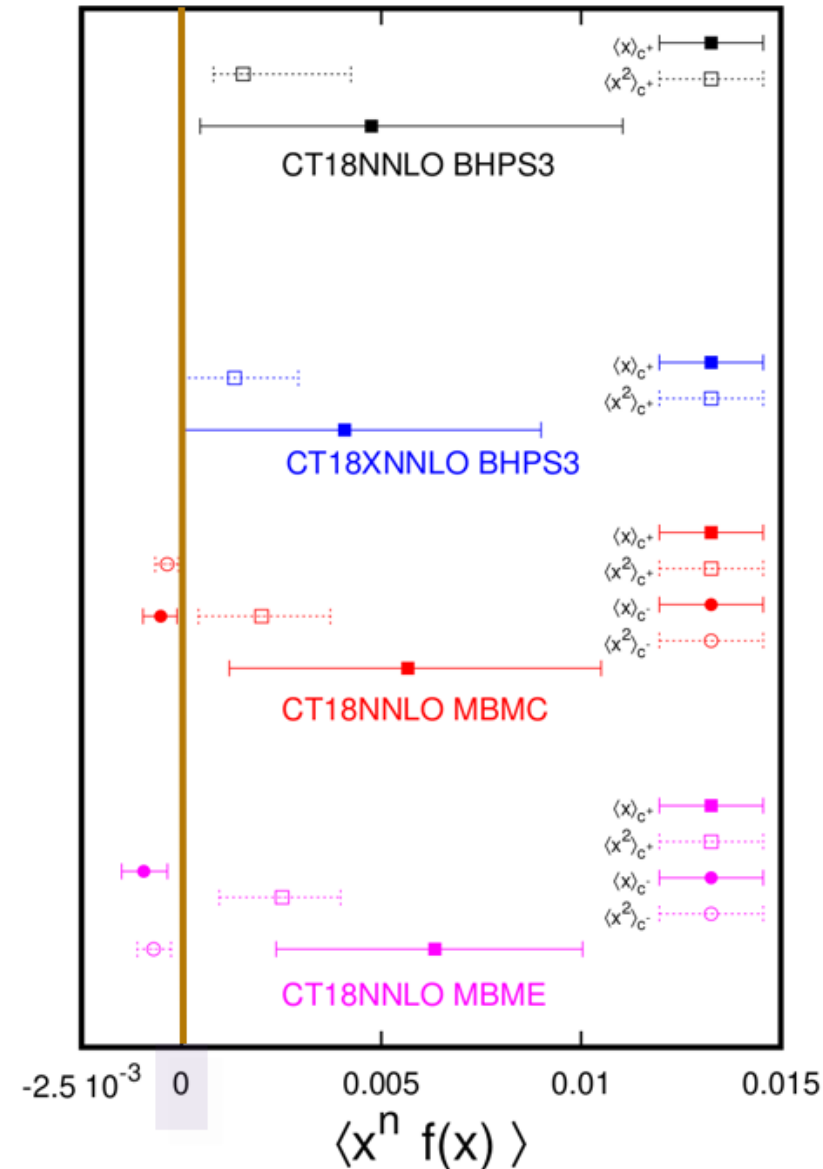 ⟨x⟩c+
⟨x²⟩c+
CT18NNLO BHPS3
⟨x⟩c+
⟨x²⟩c+
CT18XNNLO BHPS3
⟨x⟩c+
⟨x²⟩c+
⟨x⟩c-
⟨x²⟩c-
CT18NNLO MBMC
⟨x⟩c+
⟨x²⟩c+
⟨x⟩c-
⟨x²⟩c-
CT18NNLO MBME
-2.5 10⁻³ 0 0.005 0.01 0.015
⟨xⁿ f(x) ⟩